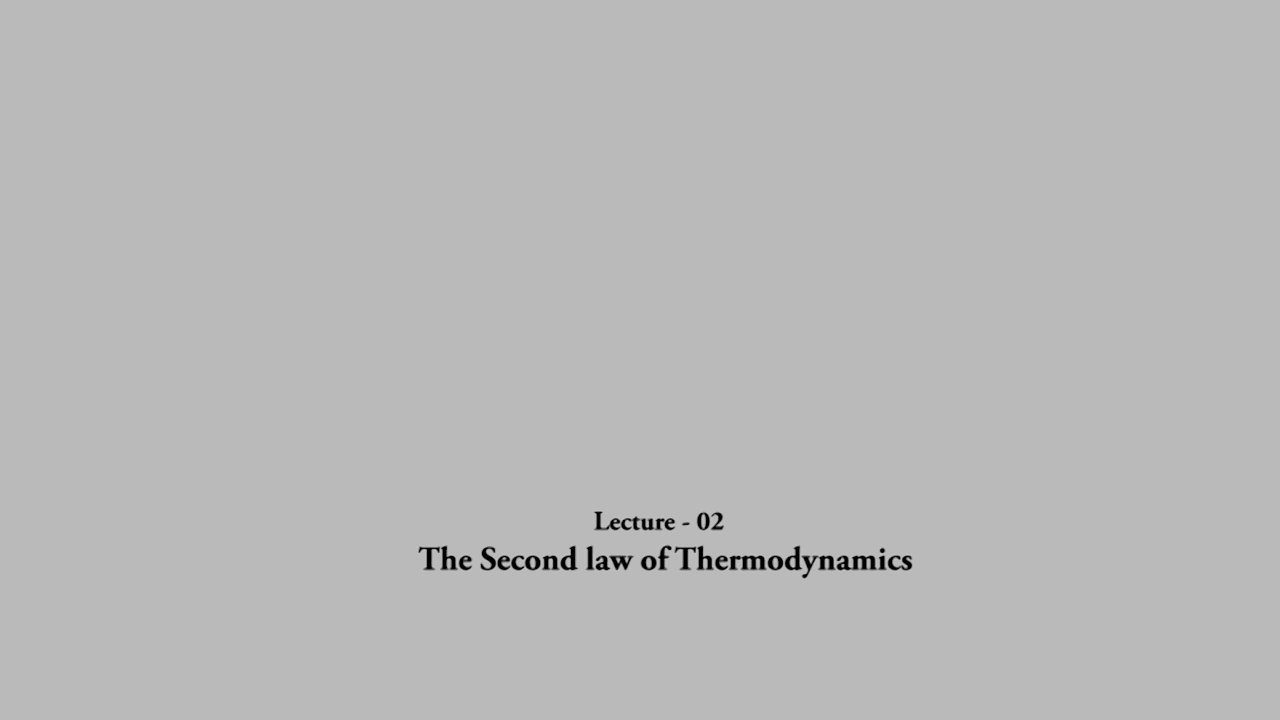 Lecture - 02
The Second law of Thermodynamics